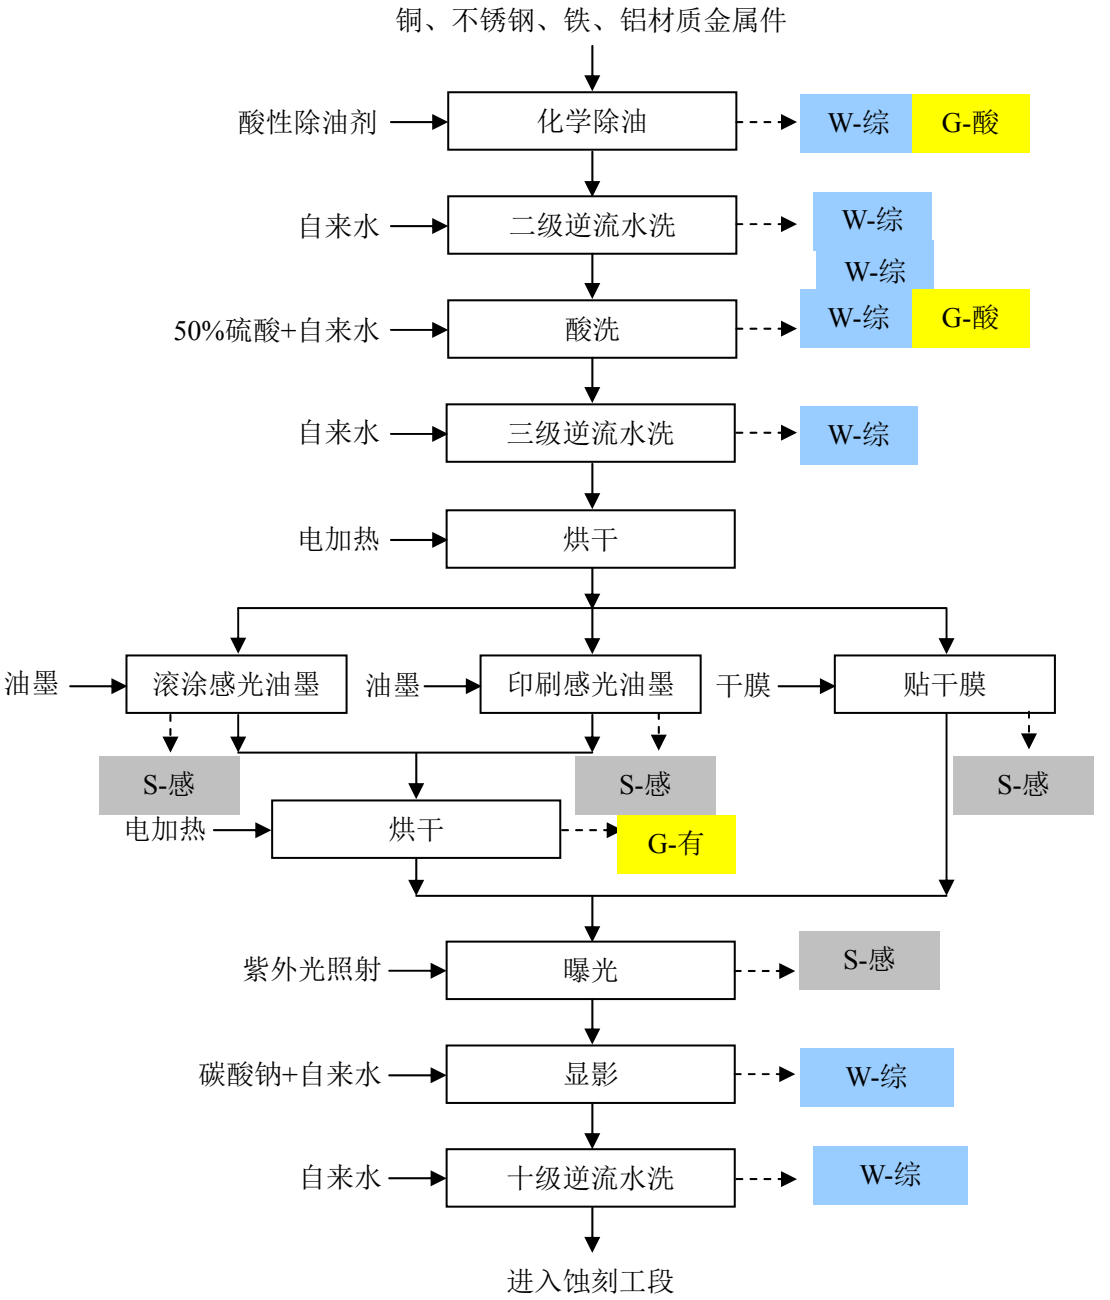 铜、不锈钢、铁、铝材质金属件
酸性除油剂
化学除油
W-综
G-酸
自来水
二级逆流水洗
W-综
W-综
50%硫酸+自来水
酸洗
W-综
G-酸
自来水
三级逆流水洗
W-综
电加热
烘干
油墨
滚涂感光油墨
油墨
印刷感光油墨
干膜
贴干膜
S-感
S-感
S-感
电加热
烘干
G-有
紫外光照射
曝光
S-感
碳酸钠+自来水
显影
W-综
自来水
十级逆流水洗
W-综
进入蚀刻工段